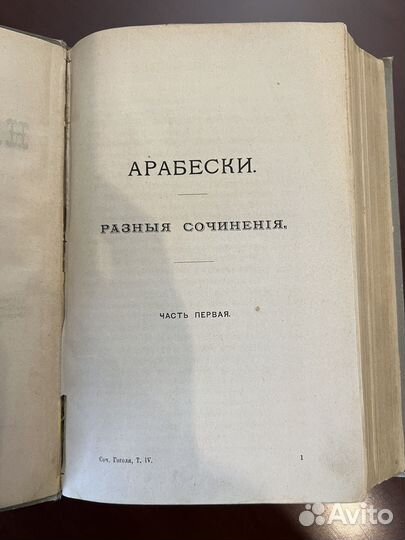 АРАБЕСКИ.
РАЗНЫЯ СОЧИНЕНІЯ.
ЧАСТЬ ПЕРВАЯ.
Соч. Гоголя, Т. IV. 1
Avito